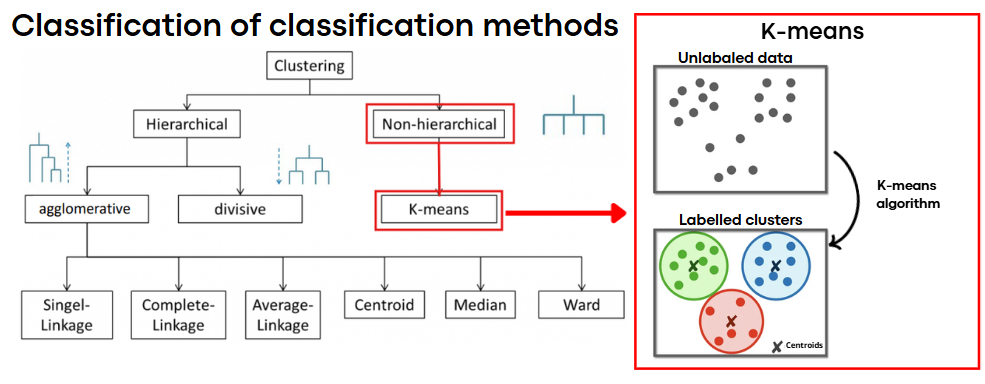 Classification of classification methods
Clustering
Hierarchical
Non-hierarchical
agglomerative
divisive
K-means
Singel-
Linkage
Complete-
Linkage
Average-
Linkage
Centroid
Median
Ward
K-means
Unlabaled data
K-means
algorithm
Labelled clusters
Centroids